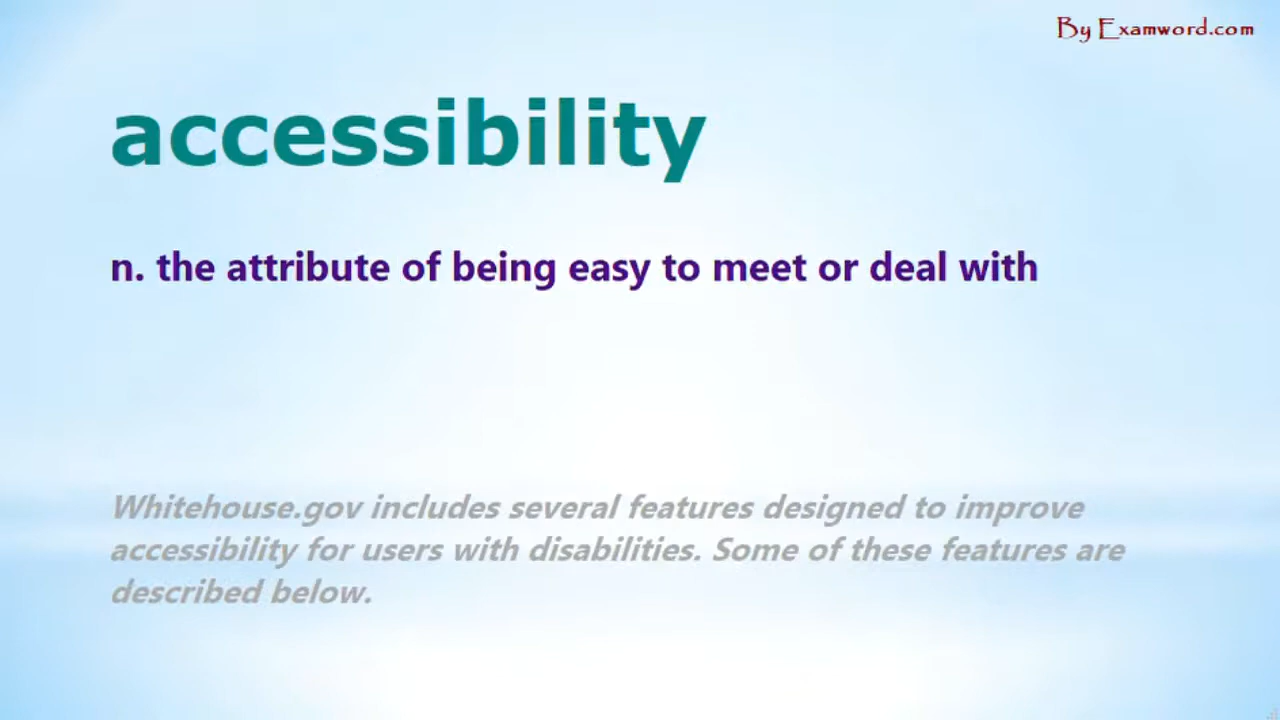 By Examword.com
accessibility
n. the attribute of being easy to meet or deal with
Whitehouse.gov includes several features designed to improve
accessibility for users with disabilities. Some of these features are
described below.